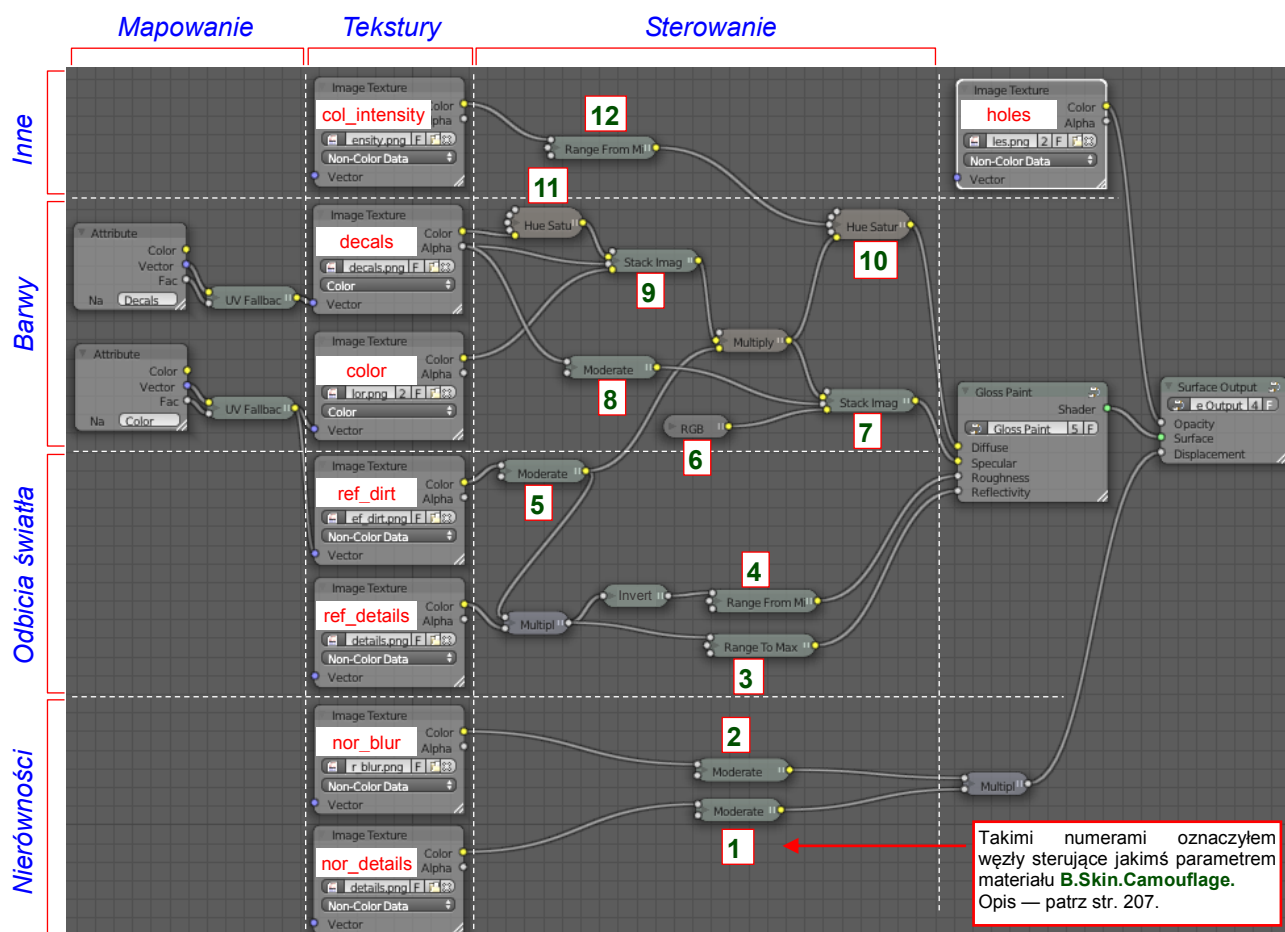 Mapowanie
Tekstury
Sterowanie
Inne
Image Texture
col_intensity
Color
Alpha
ensity.png F
Non-Color Data
Vector
12
Range From Mi
Image Texture
holes
Color
Alpha
les.png 2 F
Non-Color Data
Vector
Barwy
Attribute
Color
Vector
Fac
Na Decals
UV Fallbac
Image Texture
decals
Color
Alpha
decals.png F
Color
Vector
11
Hue Satu
Stack Imag
9
Hue Satur
10
Multiply
Attribute
Color
Vector
Fac
Na Color
UV Fallbac
Image Texture
color
Color
Alpha
lor.png 2 F
Color
Vector
Moderate
8
RGB
6
Stack Imag
7
Gloss Paint
Shader
Gloss Paint 5 F
Diffuse
Specular
Roughness
Reflectivity
Surface Output
e Output 4 F
Opacity
Surface
Displacement
Odbicia światła
Image Texture
ref_dirt
Color
Alpha
ef_dirt.png F
Non-Color Data
Vector
Moderate
5
Image Texture
ref_details
Color
Alpha
details.png F
Non-Color Data
Vector
Multipl
Invert
4
Range From Mi
Range To Max
3
Nierówności
Image Texture
nor_blur
Color
Alpha
r_blur.png F
Non-Color Data
Vector
2
Moderate
Moderate
1
Multipl
Image Texture
nor_details
Color
Alpha
details.png F
Non-Color Data
Vector
Takimi numerami oznaczyłem
węzły sterujące jakimś parametrem
materiału B.Skin.Camouflage.
Opis — patrz str. 207.